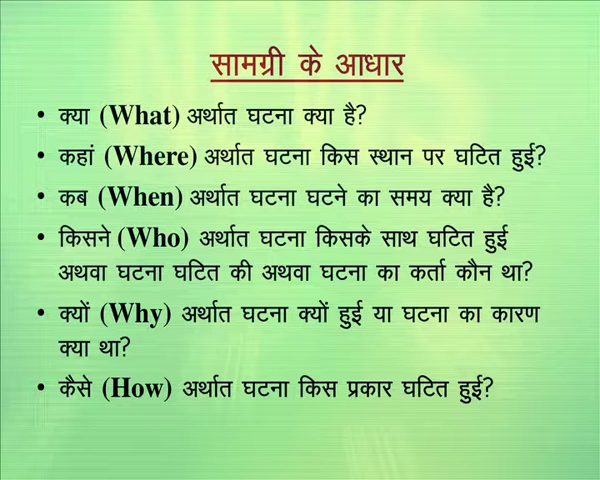 सामग्री के आधार
• क्या (What) अर्थात घटना क्या है?
• कहां (Where) अर्थात घटना किस स्थान पर घटित हुई?
• कब (When) अर्थात घटना घटने का समय क्या है?
• किसने (Who) अर्थात घटना किसके साथ घटित हुई
अथवा घटना घटित की अथवा घटना का कर्ता कौन था?
• क्यों (Why) अर्थात घटना क्यों हुई या घटना का कारण
क्या था?
• कैसे (How) अर्थात घटना किस प्रकार घटित हुई?